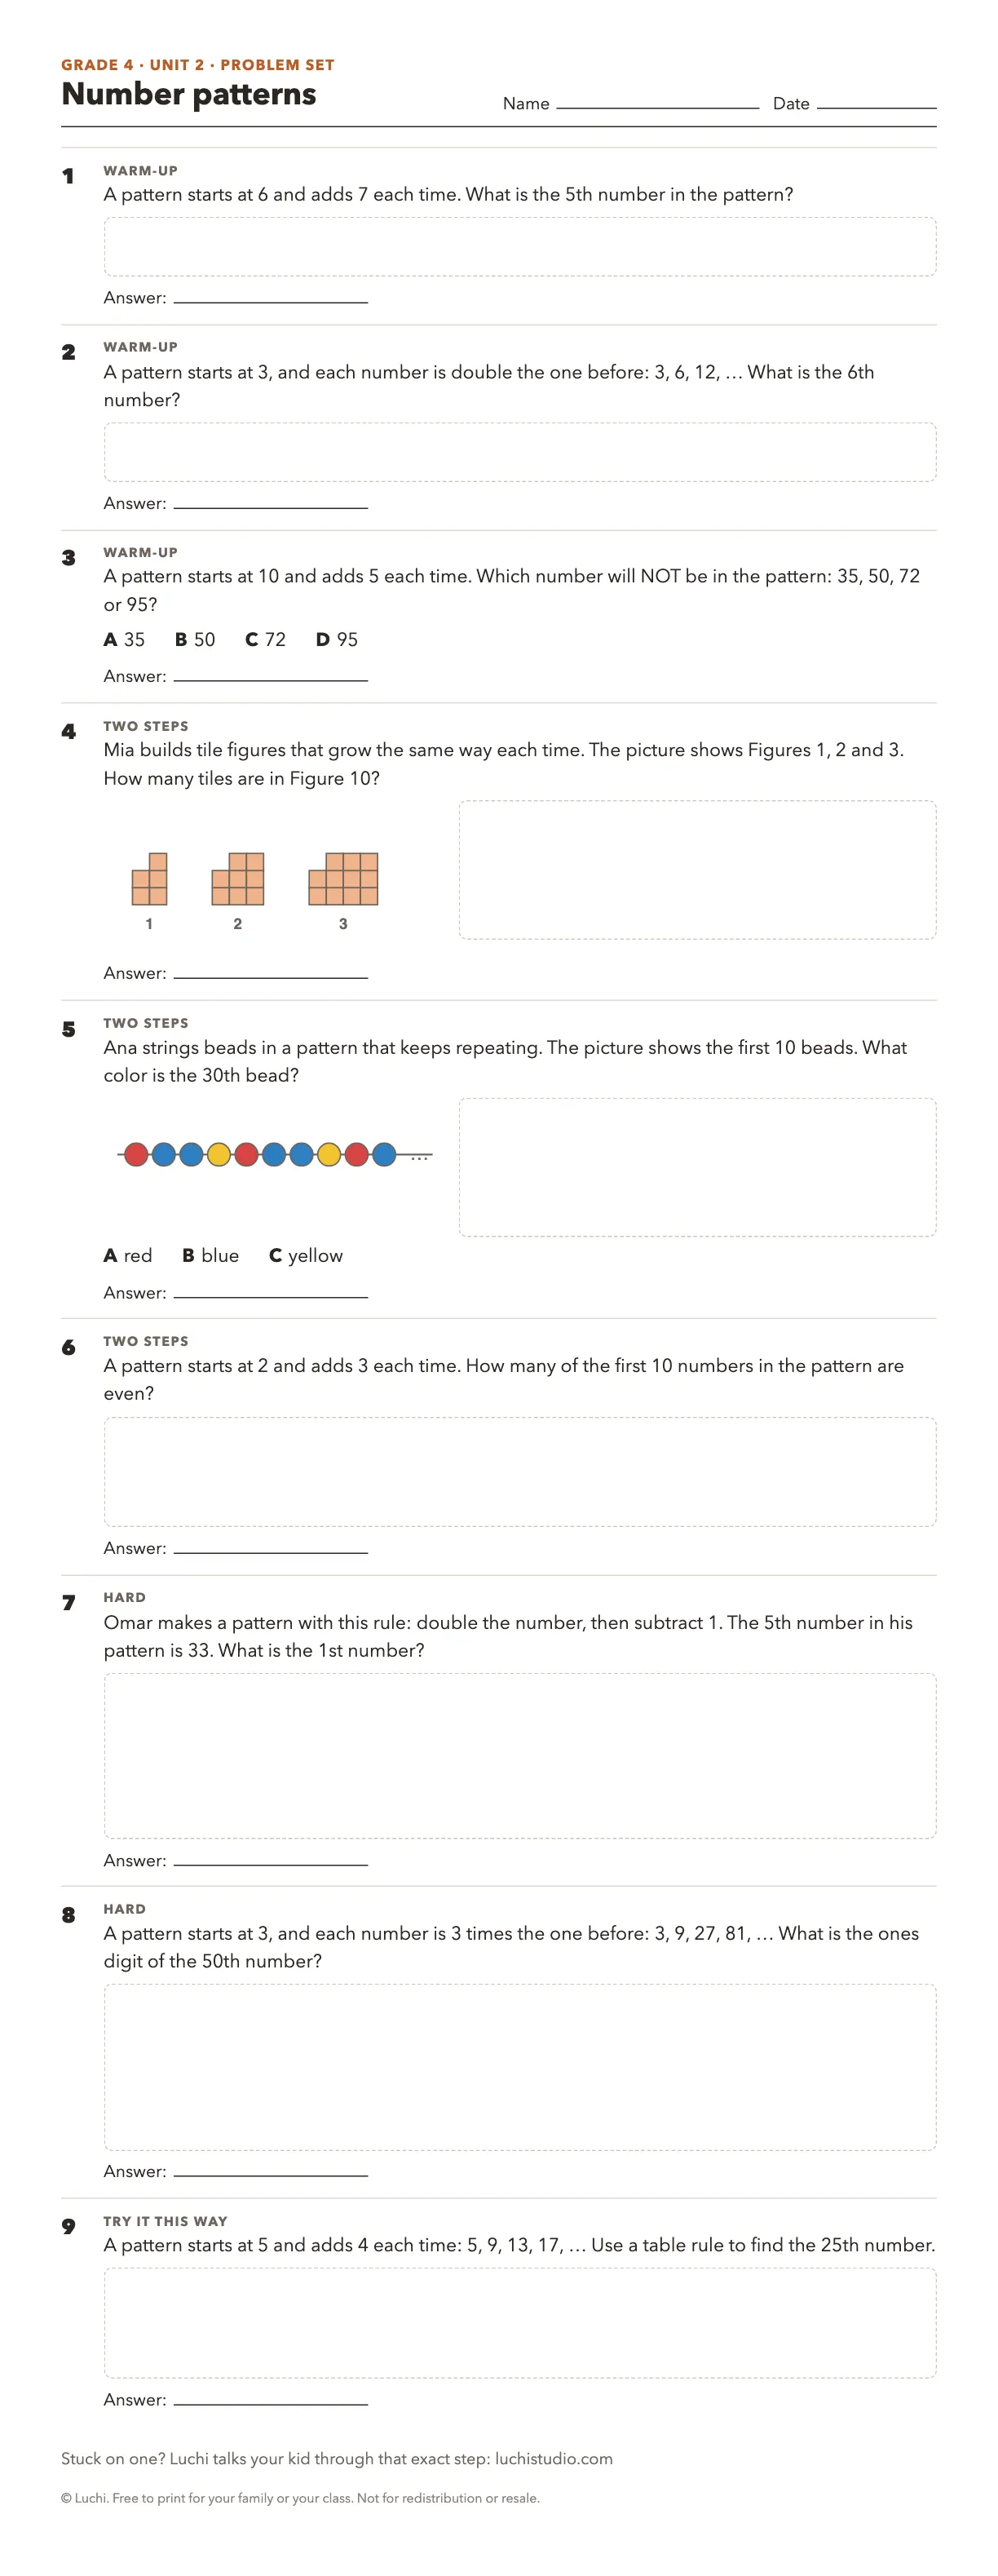 GRADE 4 · UNIT 2 · PROBLEM SET
Number patterns
Name Date
1
WARM-UP
A pattern starts at 6 and adds 7 each time. What is the 5th number in the pattern?
Answer:
2
WARM-UP
A pattern starts at 3, and each number is double the one before: 3, 6, 12, … What is the 6th
number?
Answer:
3
WARM-UP
A pattern starts at 10 and adds 5 each time. Which number will NOT be in the pattern: 35, 50, 72
or 95?
A 35 B 50 C 72 D 95
Answer:
4
TWO STEPS
Mia builds tile figures that grow the same way each time. The picture shows Figures 1, 2 and 3.
How many tiles are in Figure 10?
1 2 3
Answer:
5
TWO STEPS
Ana strings beads in a pattern that keeps repeating. The picture shows the first 10 beads. What
color is the 30th bead?
…
A red B blue C yellow
Answer:
6
TWO STEPS
A pattern starts at 2 and adds 3 each time. How many of the first 10 numbers in the pattern are
even?
Answer:
7
HARD
Omar makes a pattern with this rule: double the number, then subtract 1. The 5th number in his
pattern is 33. What is the 1st number?
Answer:
8
HARD
A pattern starts at 3, and each number is 3 times the one before: 3, 9, 27, 81, … What is the ones
digit of the 50th number?
Answer:
9
TRY IT THIS WAY
A pattern starts at 5 and adds 4 each time: 5, 9, 13, 17, … Use a table rule to find the 25th number.
Answer:
Stuck on one? Luchi talks your kid through that exact step: luchistudio.com
© Luchi. Free to print for your family or your class. Not for redistribution or resale.